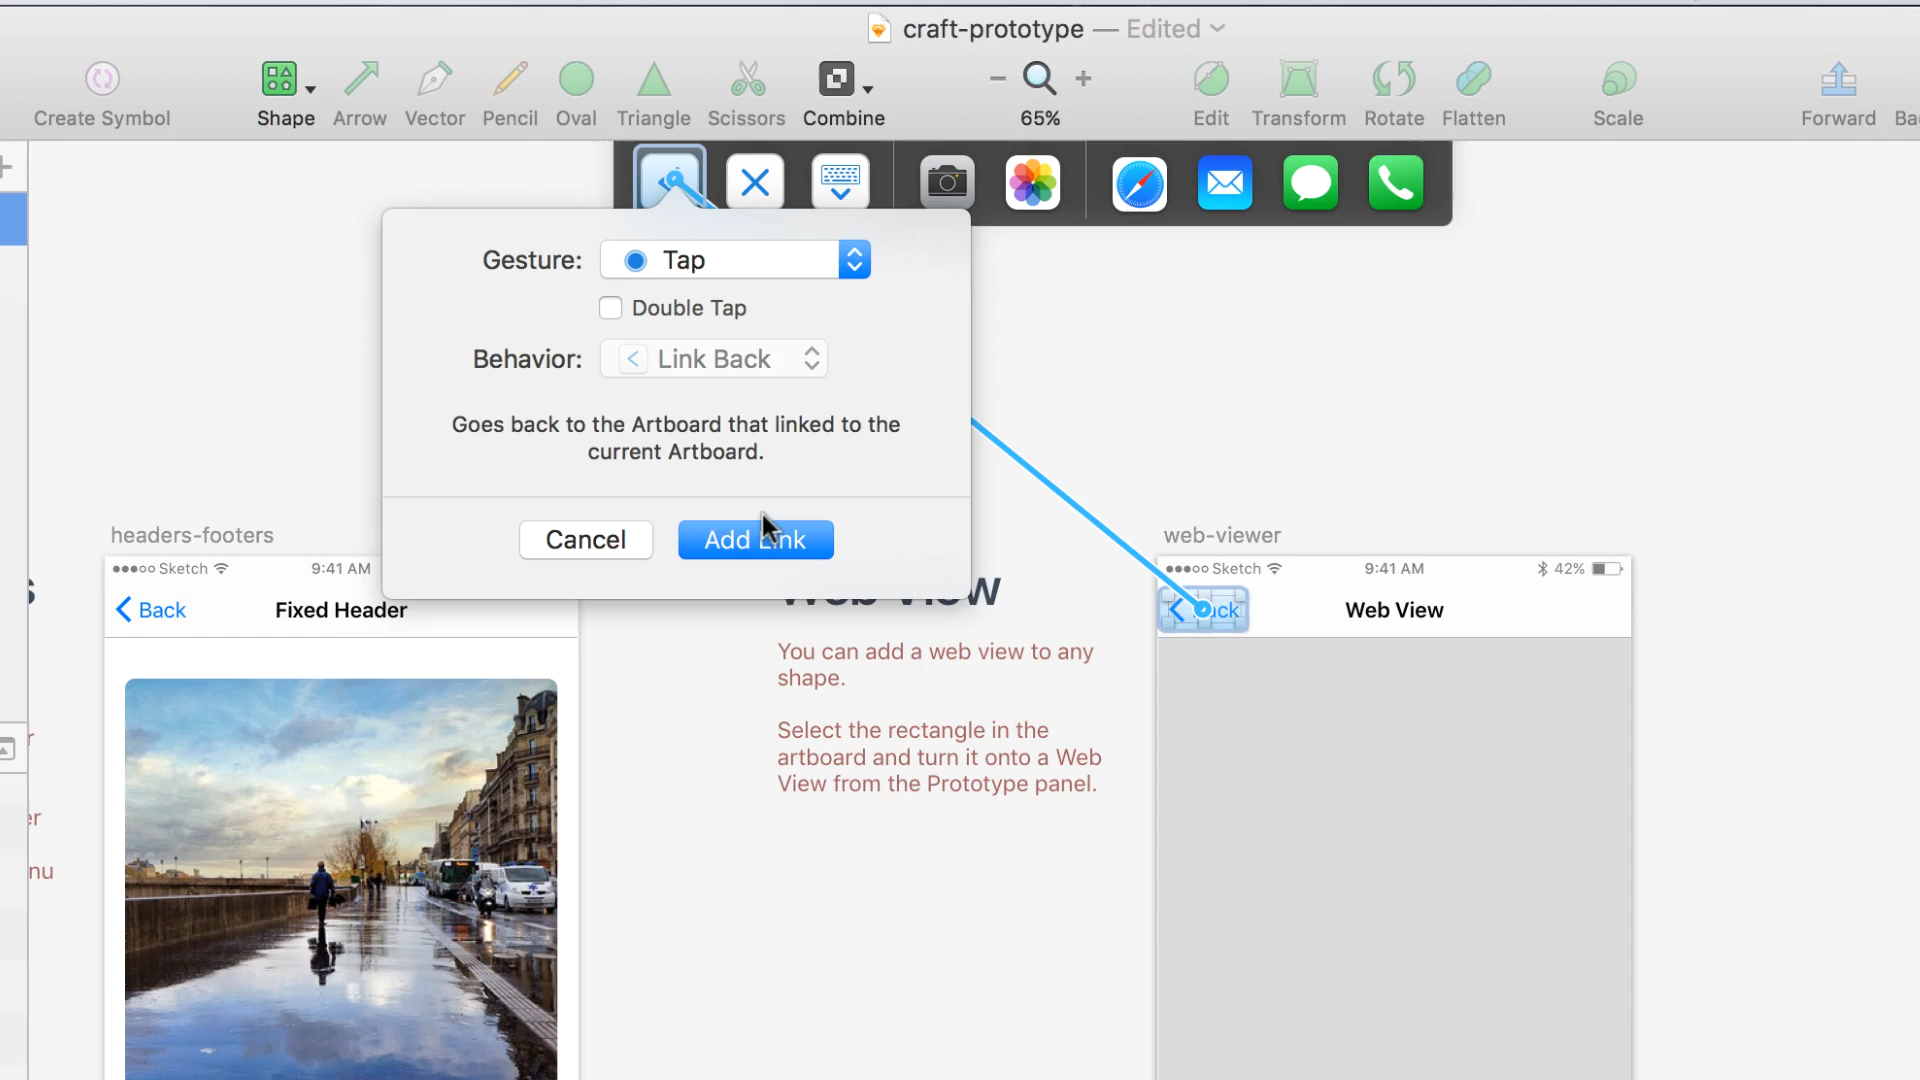 craft-prototype — Edited
Create Symbol
Shape
Arrow
Vector
Pencil
Oval
Triangle
Scissors
Combine
65%
Edit
Transform
Rotate
Flatten
Scale
Forward
Gesture: Tap
Double Tap
Behavior: Link Back
Goes back to the Artboard that linked to the
current Artboard.
Cancel
Add Link
headers-footers
Sketch 9:41 AM
Back Fixed Header
Web View
You can add a web view to any
shape.
Select the rectangle in the
artboard and turn it onto a Web
View from the Prototype panel.
web-viewer
Sketch 9:41 AM 42%
Back Web View